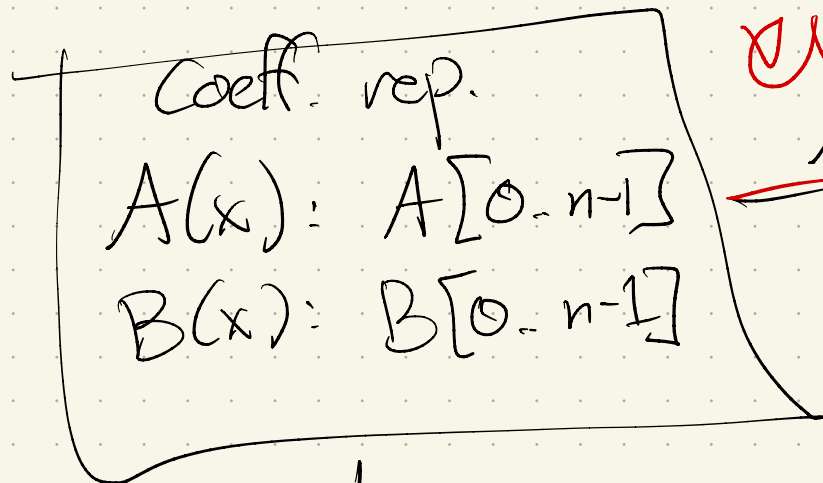 Coeff. rep.
A(x): A[0.. n-1]
B(x): B[0.. n-1]